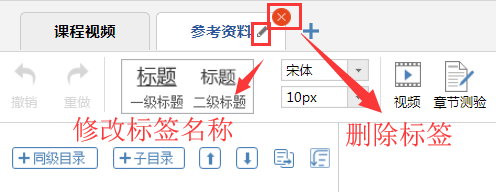 课程视频 参考资料
标题 标题 宋体
撤销 重做 一级标题 二级标题 10px 视频 章节测验
修改标签名称 删除标签
同级目录 子目录